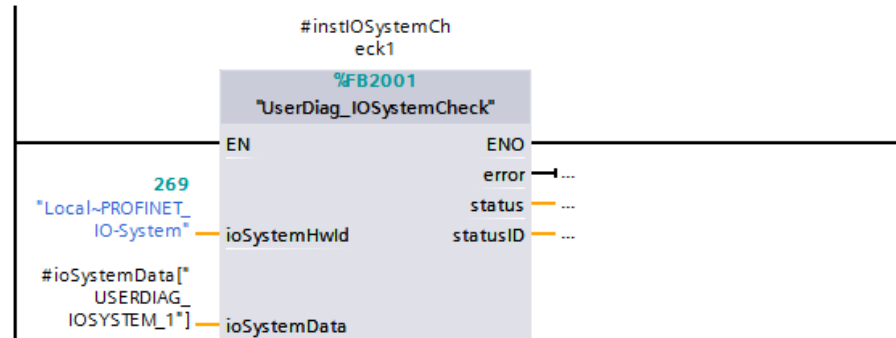 #instIOSystemCh
eck1
%FB2001
"UserDiag_IOSystemCheck"
EN
ENO
error
...
269
"Local~PROFINET_
IO-System"
ioSystemHwId
status
...
statusID
...
#ioSystemData["
USERDIAG_
IOSYSTEM_1"]
ioSystemData